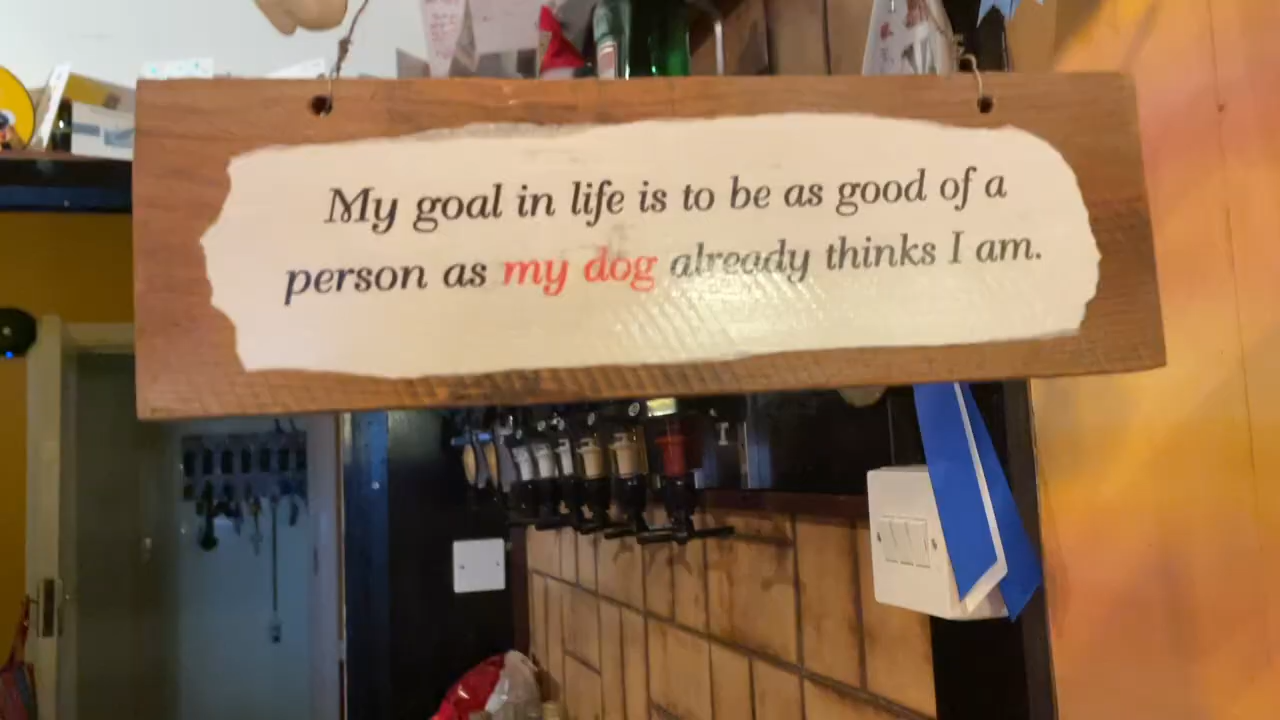 My goal in life is to be as good of a
person as my dog already thinks I am.